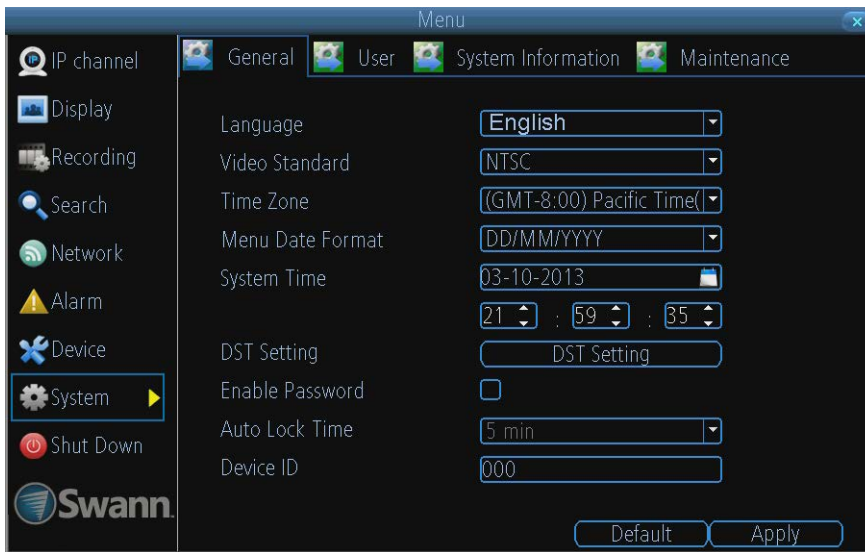 Menu
IP channel
Display
Recording
Search
Network
Alarm
Device
System
Shut Down
Swann.
General User System Information Maintenance
Language English
Video Standard NTSC
Time Zone (GMT-8:00) Pacific Time(
Menu Date Format DD/MM/YYYY
System Time 03-10-2013
21 : 59 : 35
DST Setting DST Setting
Enable Password
Auto Lock Time 5 min
Device ID 000
Default Apply